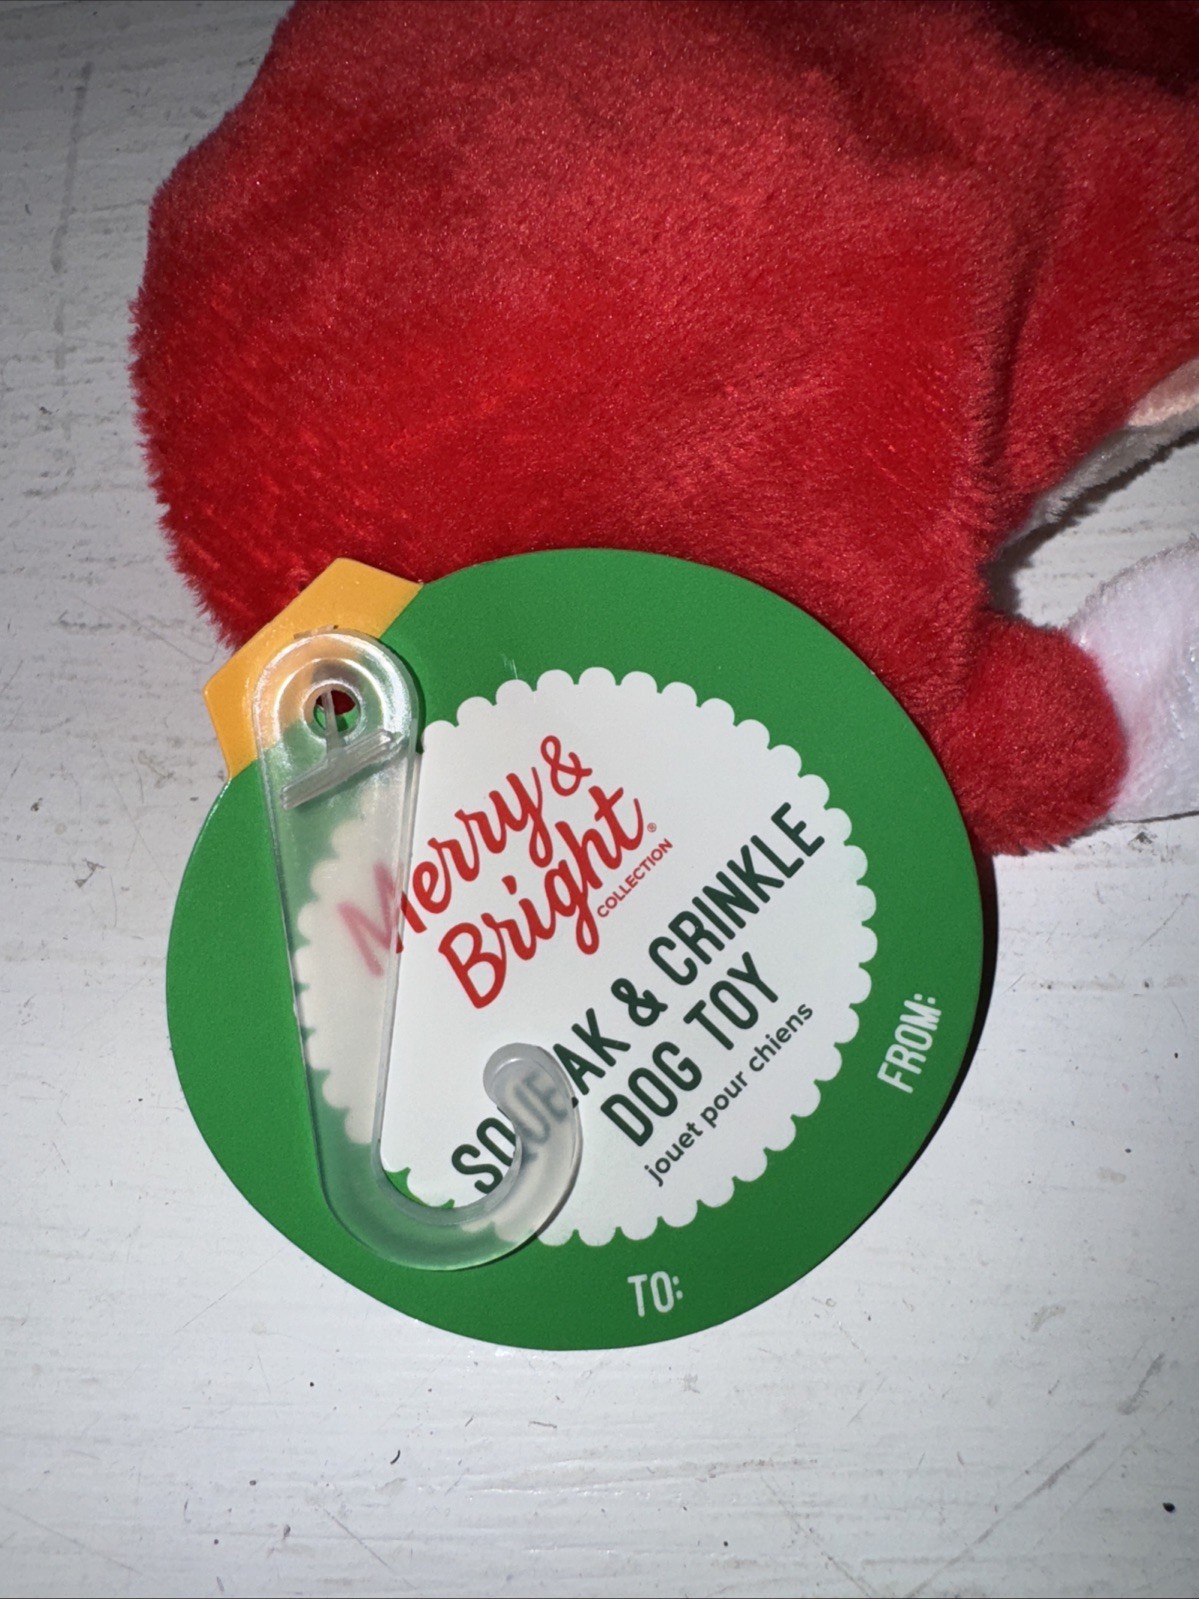 Merry &
Bright®
COLLECTION
SQUEAK & CRINKLE
DOG TOY
jouet pour chiens
FROM:
TO: